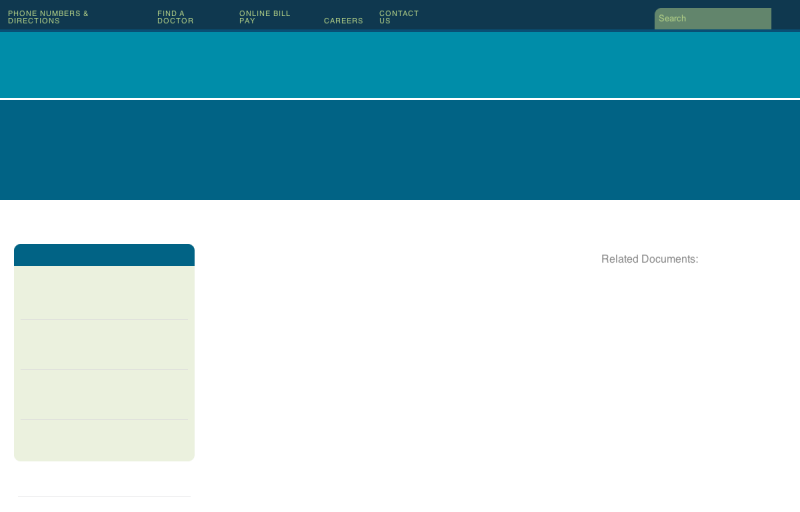 PHONE NUMBERS &
DIRECTIONS
FIND A
DOCTOR
ONLINE BILL
PAY
CAREERS
CONTACT
US
Search
Related Documents: